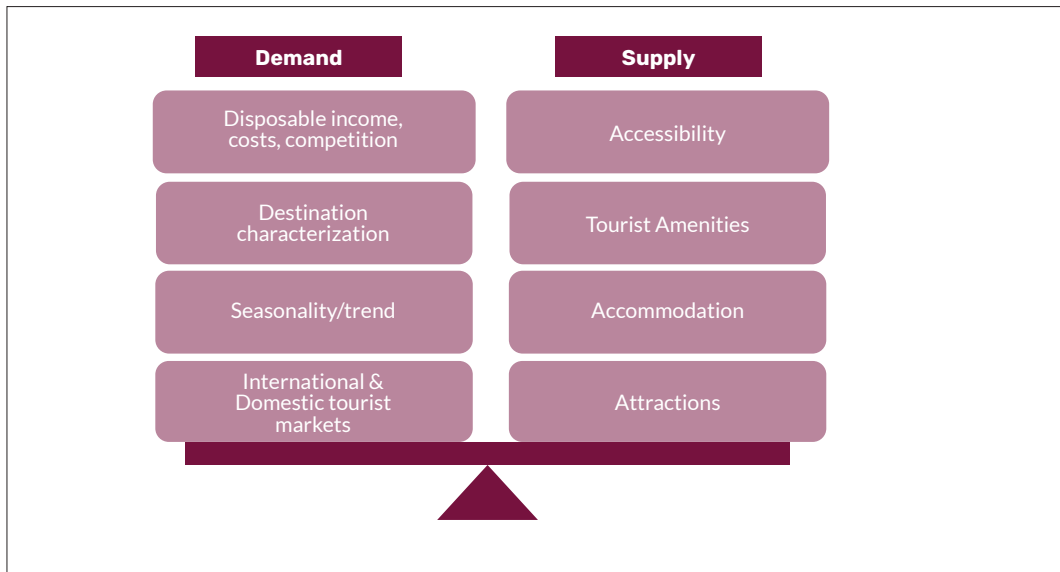 Demand
Supply
Disposable income,
costs, competition
Accessibility
Destination
characterization
Tourist Amenities
Seasonality/trend
Accommodation
International &
Domestic tourist
markets
Attractions